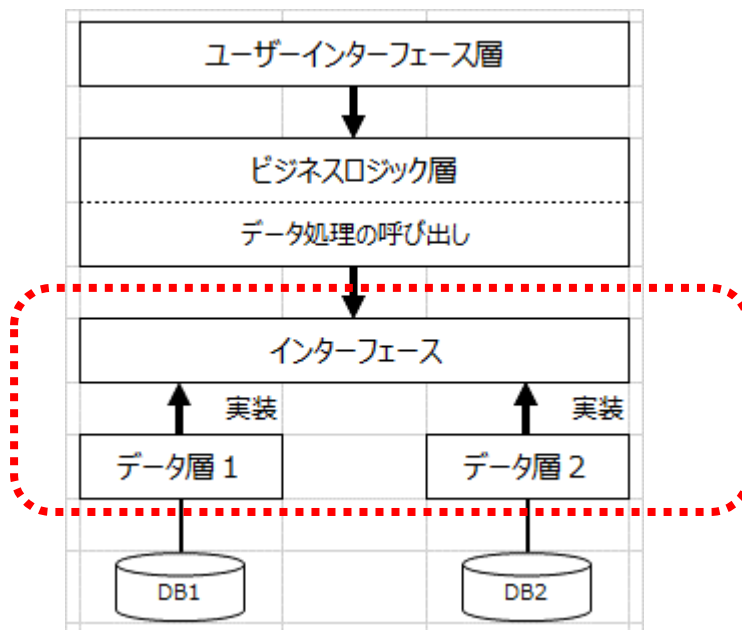 ユーザーインターフェース層
ビジネスロジック層
データ処理の呼び出し
インターフェース
実装
実装
データ層1
データ層2
DB1
DB2